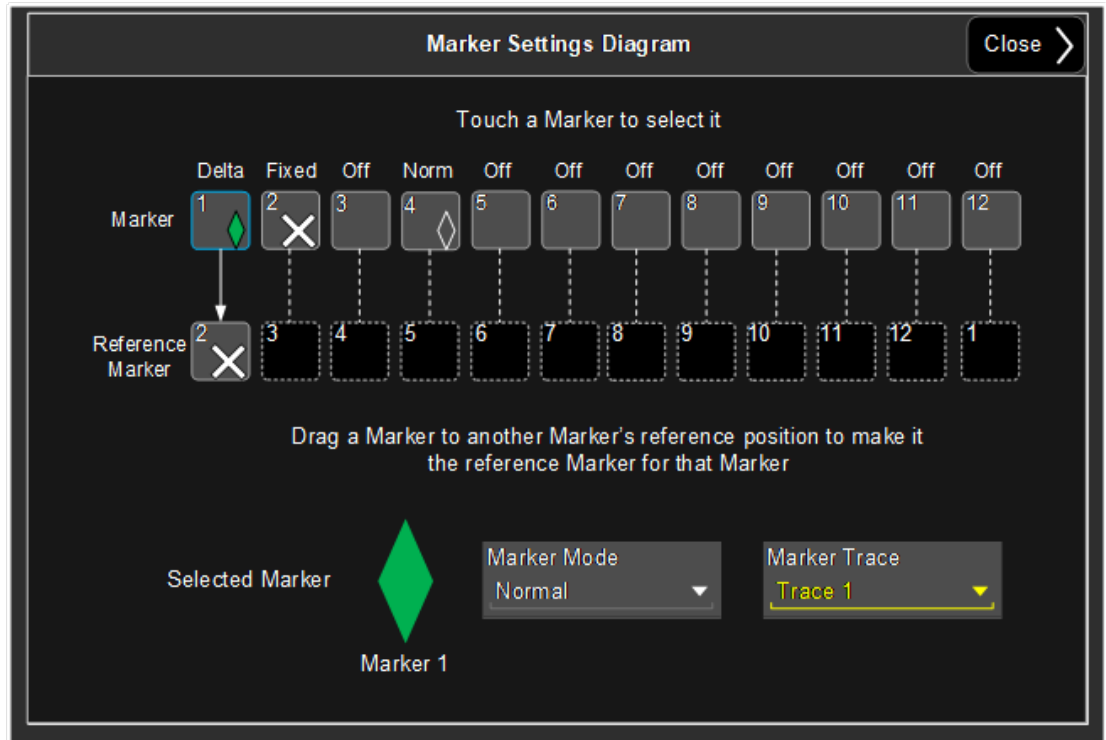 Marker Settings Diagram
Close
Touch a Marker to select it
Delta Fixed Off Norm Off Off Off Off Off Off Off Off
Marker 1 2 3 4 5 6 7 8 9 10 11 12
Reference Marker 2 3 4 5 6 7 8 9 10 11 12 1
Drag a Marker to another Marker's reference position to make it
the reference Marker for that Marker
Selected Marker
Marker 1
Marker Mode
Normal
Marker Trace
Trace 1